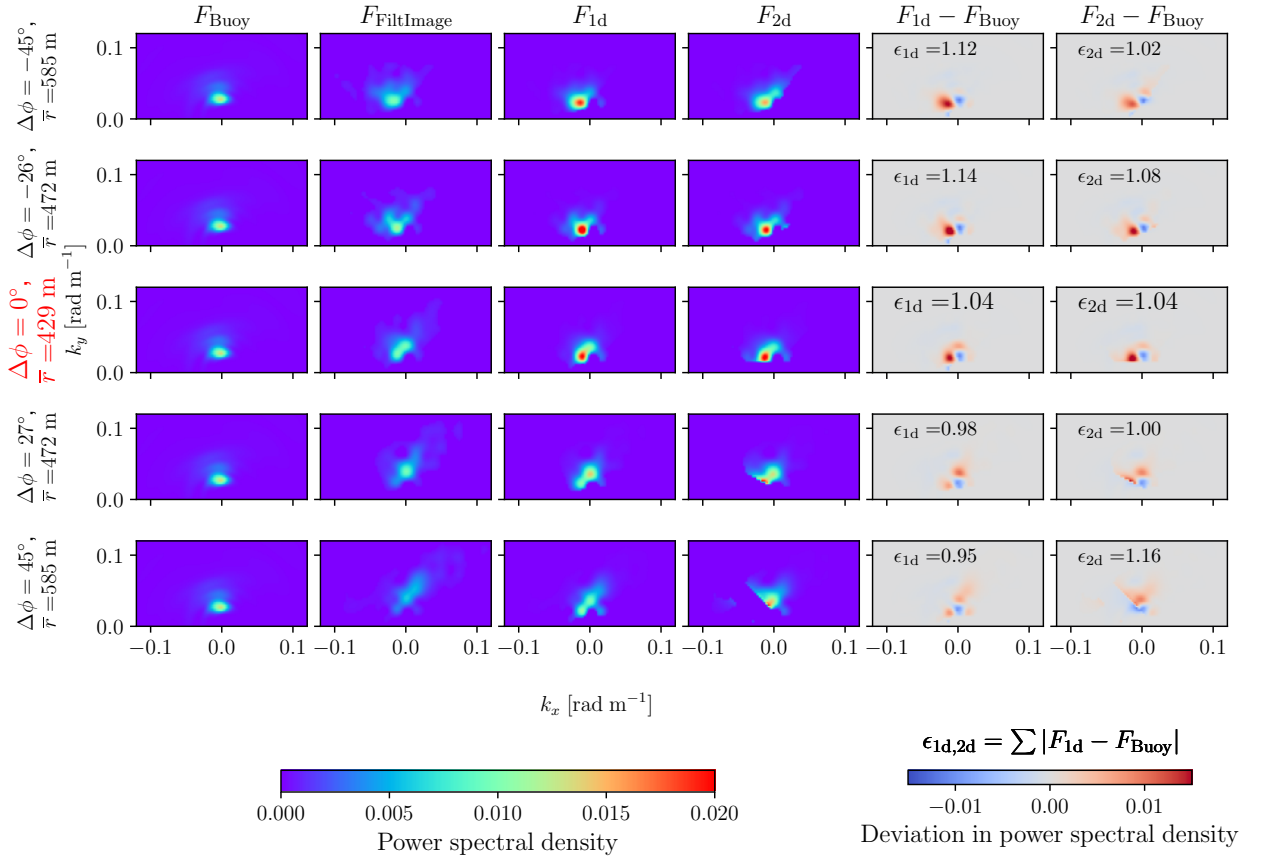 F_Buoy F_FiltImage F_1d F_2d F_1d − F_Buoy F_2d − F_Buoy
Δϕ = −45°,
r̅ =585 m
0.1
0.0
ϵ_1d =1.12
ϵ_2d =1.02
Δϕ = −26°,
r̅ =472 m
0.1
0.0
ϵ_1d =1.14
ϵ_2d =1.08
k_y [rad m⁻¹]
Δϕ = 0°,
r̅ =429 m
0.1
0.0
ϵ_1d =1.04
ϵ_2d =1.04
Δϕ = 27°,
r̅ =472 m
0.1
0.0
ϵ_1d =0.98
ϵ_2d =1.00
Δϕ = 45°,
r̅ =585 m
0.1
0.0
ϵ_1d =0.95
ϵ_2d =1.16
−0.1 0.0 0.1 −0.1 0.0 0.1 −0.1 0.0 0.1 −0.1 0.0 0.1 −0.1 0.0 0.1 −0.1 0.0 0.1
k_x [rad m⁻¹]
ϵ_1d,2d = ∑ |F_1d − F_Buoy|
0.000 0.005 0.010 0.015 0.020
Power spectral density
−0.01 0.00 0.01
Deviation in power spectral density